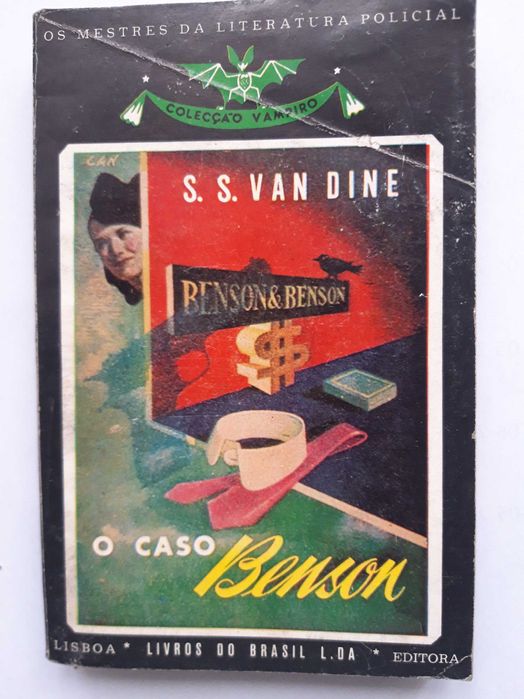 OS MESTRES DA LITERATURA POLICIAL
COLECÇÃO VAMPIRO
CAN
S. S. VAN DINE
BENSON & BENSON
$
O CASO
Benson
LISBOA * LIVROS DO BRASIL L.DA * EDITORA